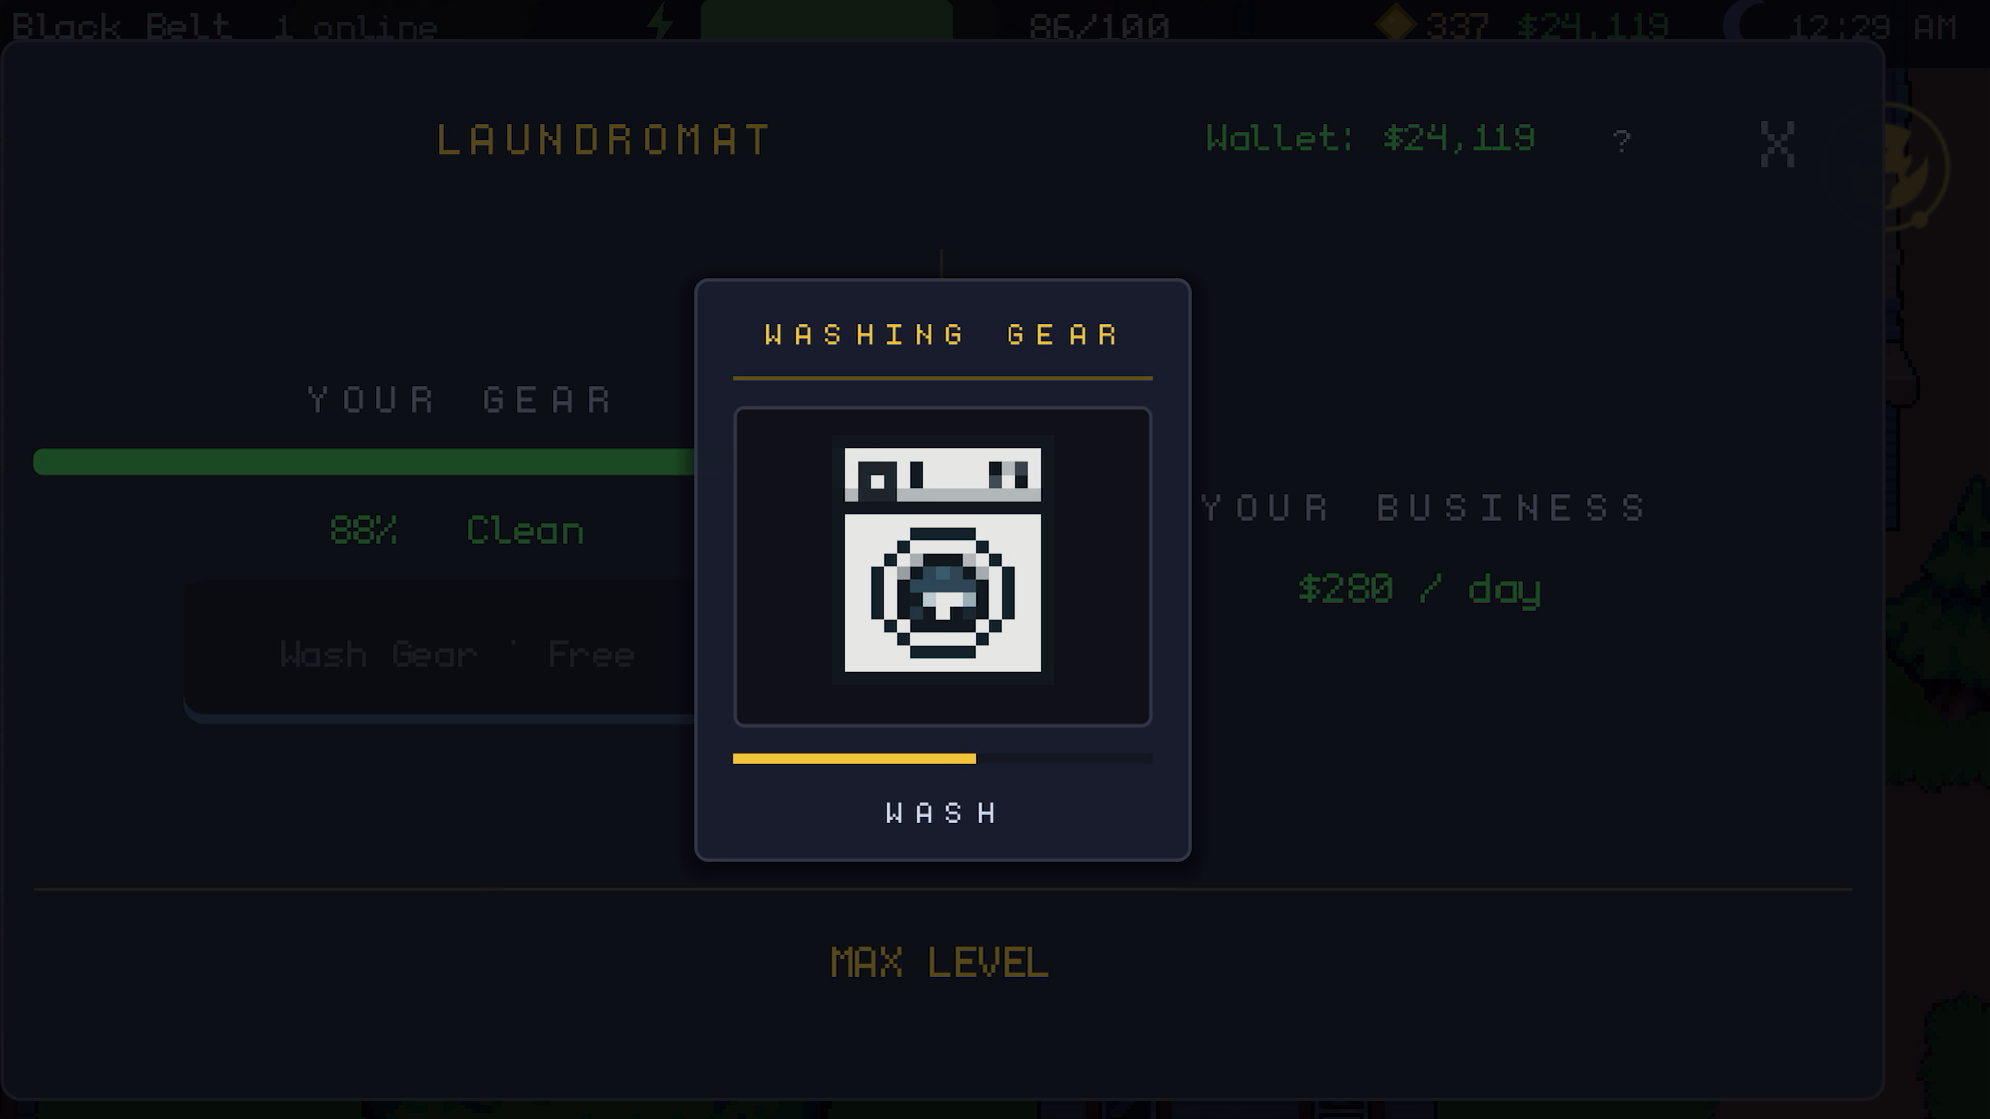 Black Belt 1 online 86/100 337 $24,119 12:29 AM
LAUNDROMAT Wallet: $24,119 ? X
WASHING GEAR
YOUR GEAR
88% Clean
Wash Gear · Free
YOUR BUSINESS
$280 / day
WASH
MAX LEVEL